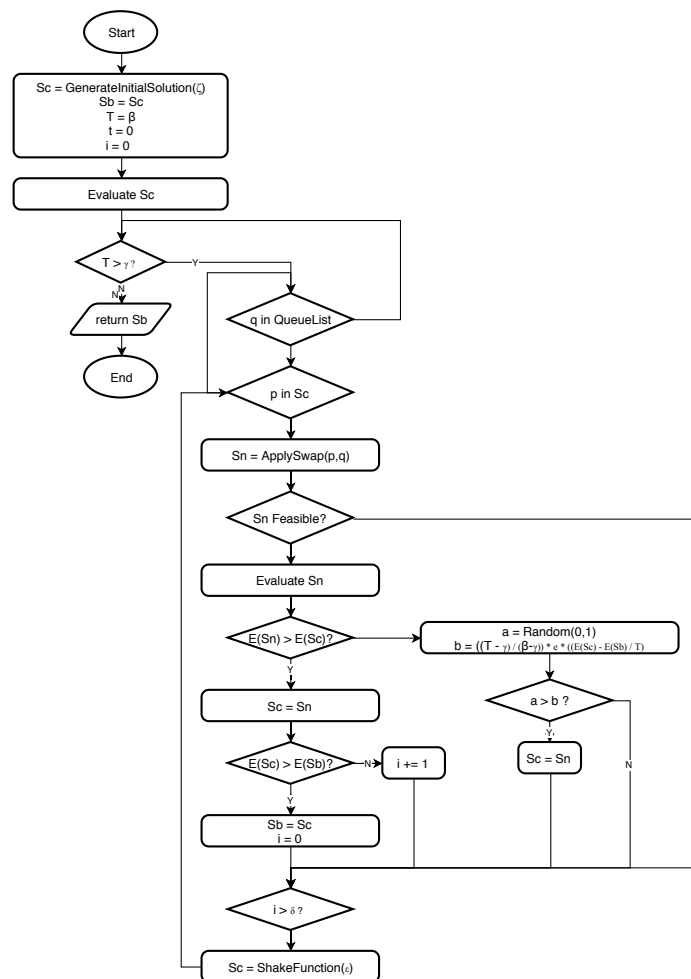 Start
Sc = GenerateInitialSolution(ζ)
Sb = Sc
T = β
t = 0
i = 0
Evaluate Sc
T > γ ?
Y
N
N
return Sb
End
q in QueueList
p in Sc
Sn = ApplySwap(p,q)
Sn Feasible?
Evaluate Sn
E(Sn) > E(Sc)?
Y
a = Random(0,1)
b = ((T - γ) / (β-γ)) * e * ((E(Sc) - E(Sb) / T)
a > b ?
Y
N
Sc = Sn
Sc = Sn
E(Sc) > E(Sb)?
N
i += 1
Y
Sb = Sc
i = 0
i > δ ?
Sc = ShakeFunction(ε)